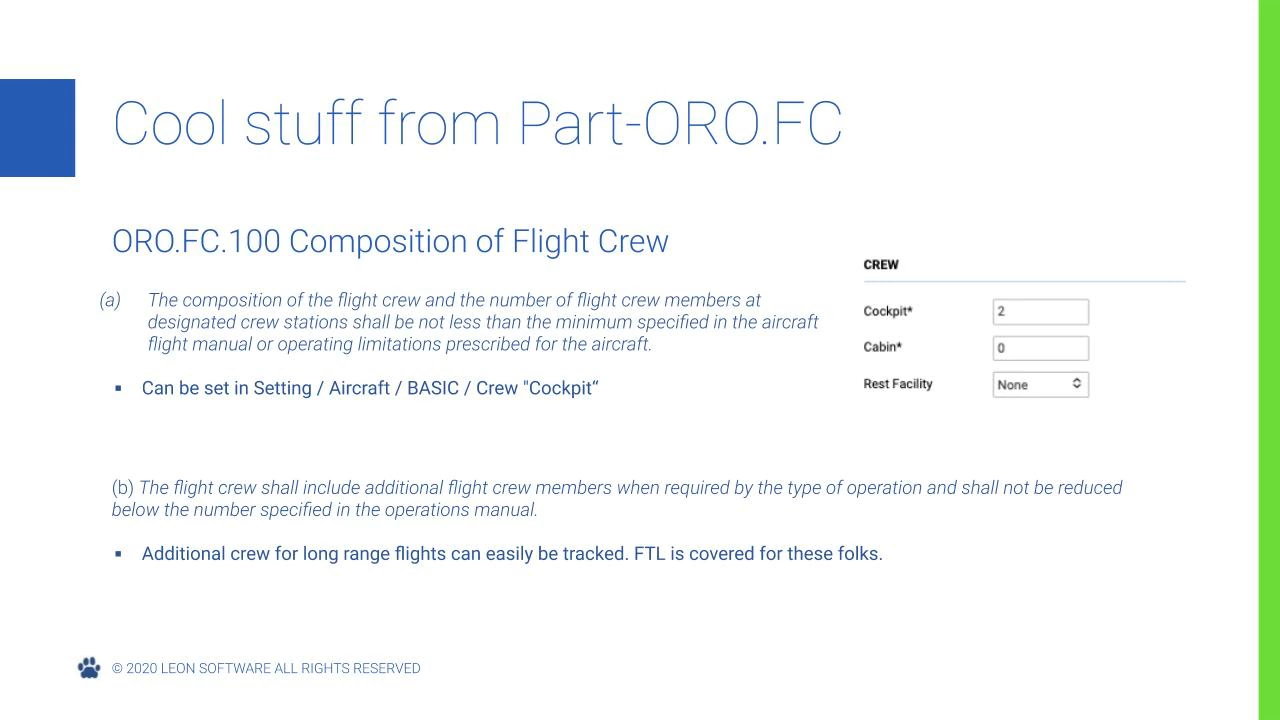 Cool stuff from Part-ORO.FC
ORO.FC.100 Composition of Flight Crew
(a) The composition of the flight crew and the number of flight crew members at
designated crew stations shall be not less than the minimum specified in the aircraft
flight manual or operating limitations prescribed for the aircraft.
▪ Can be set in Setting / Aircraft / BASIC / Crew "Cockpit“
CREW
Cockpit* 2
Cabin* 0
Rest Facility None
(b) The flight crew shall include additional flight crew members when required by the type of operation and shall not be reduced
below the number specified in the operations manual.
▪ Additional crew for long range flights can easily be tracked. FTL is covered for these folks.
© 2020 LEON SOFTWARE ALL RIGHTS RESERVED